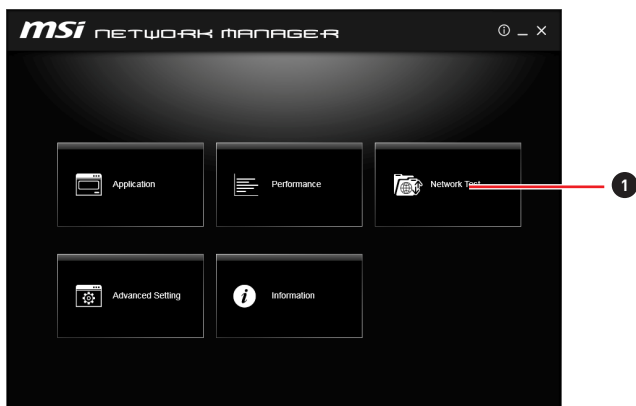 msi NETWORK MANAGER
Application
Performance
Network Test
1
Advanced Setting
Information